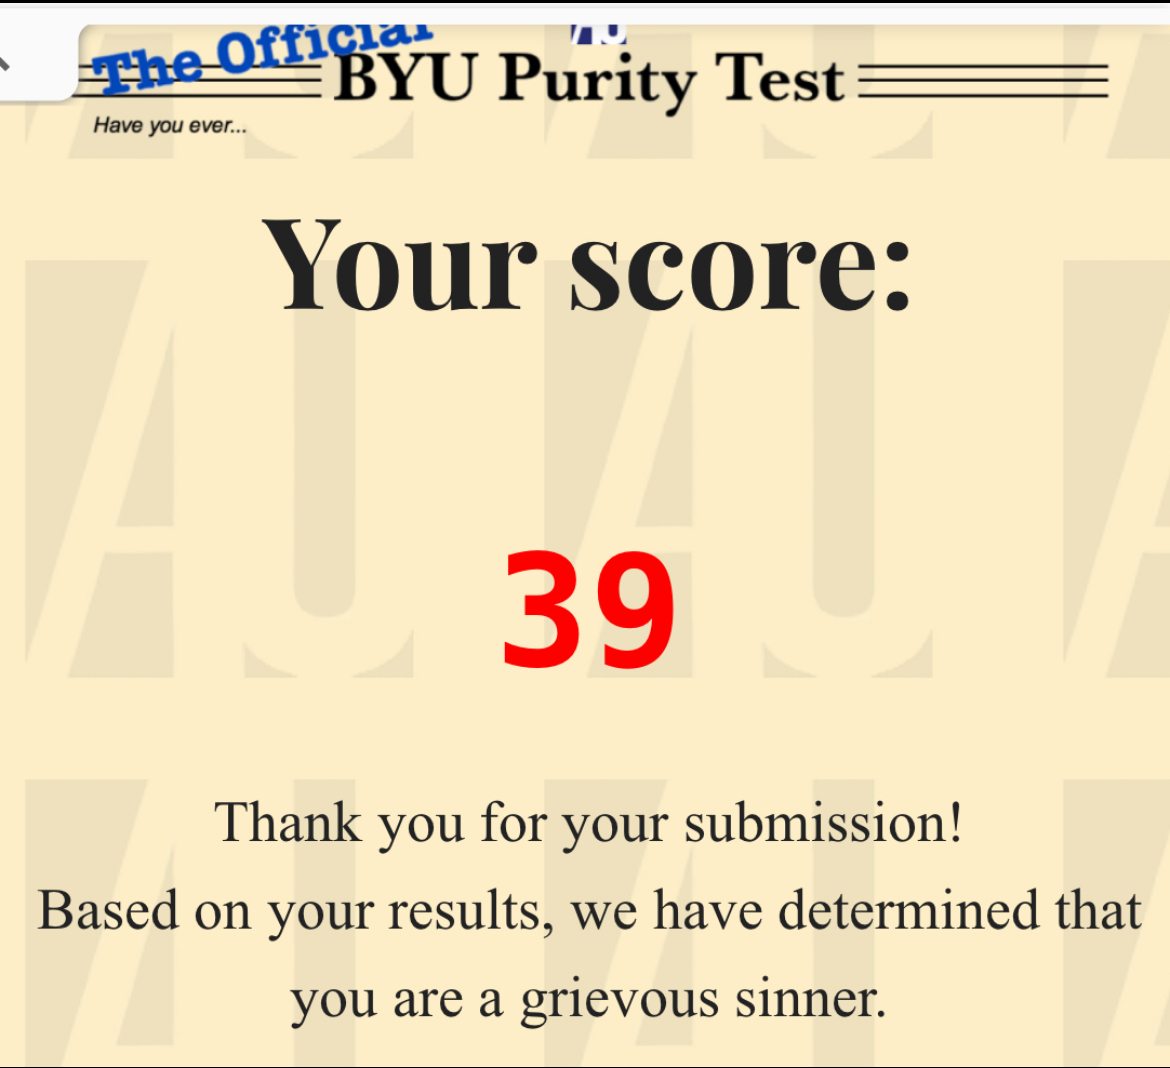 The Official
BYU Purity Test
Have you ever...
Your score:
39
Thank you for your submission!
Based on your results, we have determined that
you are a grievous sinner.